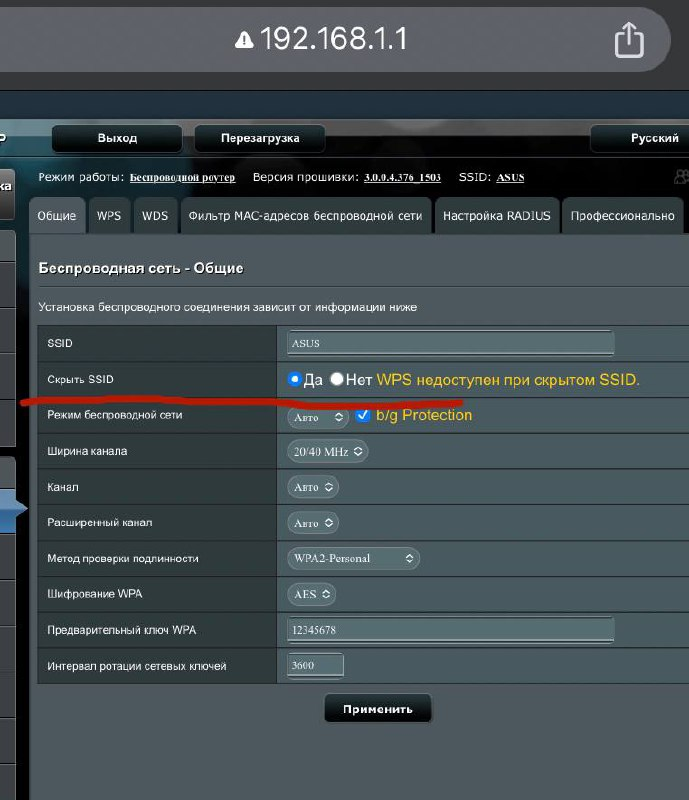 192.168.1.1
Выход Перезагрузка Русский
Режим работы: Беспроводной роутер Версия прошивки: 3.0.0.4.376_1503 SSID: ASUS
Общие WPS WDS Фильтр MAC-адресов беспроводной сети Настройка RADIUS Профессионально
Беспроводная сеть - Общие
Установка беспроводного соединения зависит от информации ниже
SSID ASUS
Скрыть SSID Да Нет WPS недоступен при скрытом SSID.
Режим беспроводной сети Авто b/g Protection
Ширина канала 20/40 MHz
Канал Авто
Расширенный канал Авто
Метод проверки подлинности WPA2-Personal
Шифрование WPA AES
Предварительный ключ WPA 12345678
Интервал ротации сетевых ключей 3600
Применить